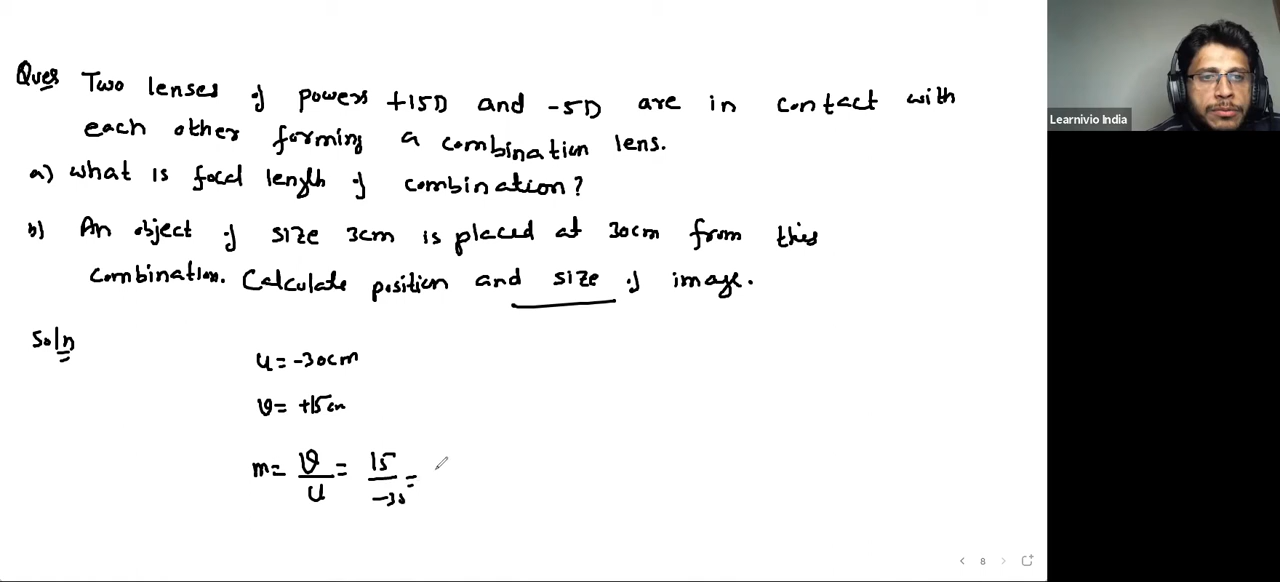 Ques Two lenses of powers +15D and -5D are in contact with
each other forming a combination lens.
a) what is focal length of combination?
b) An object of size 3cm is placed at 30cm from this
combination. Calculate position and size of image.
Soln
u = -30cm
v = +15cm
m = v/u = 15/-30 =
Learnivio India
8